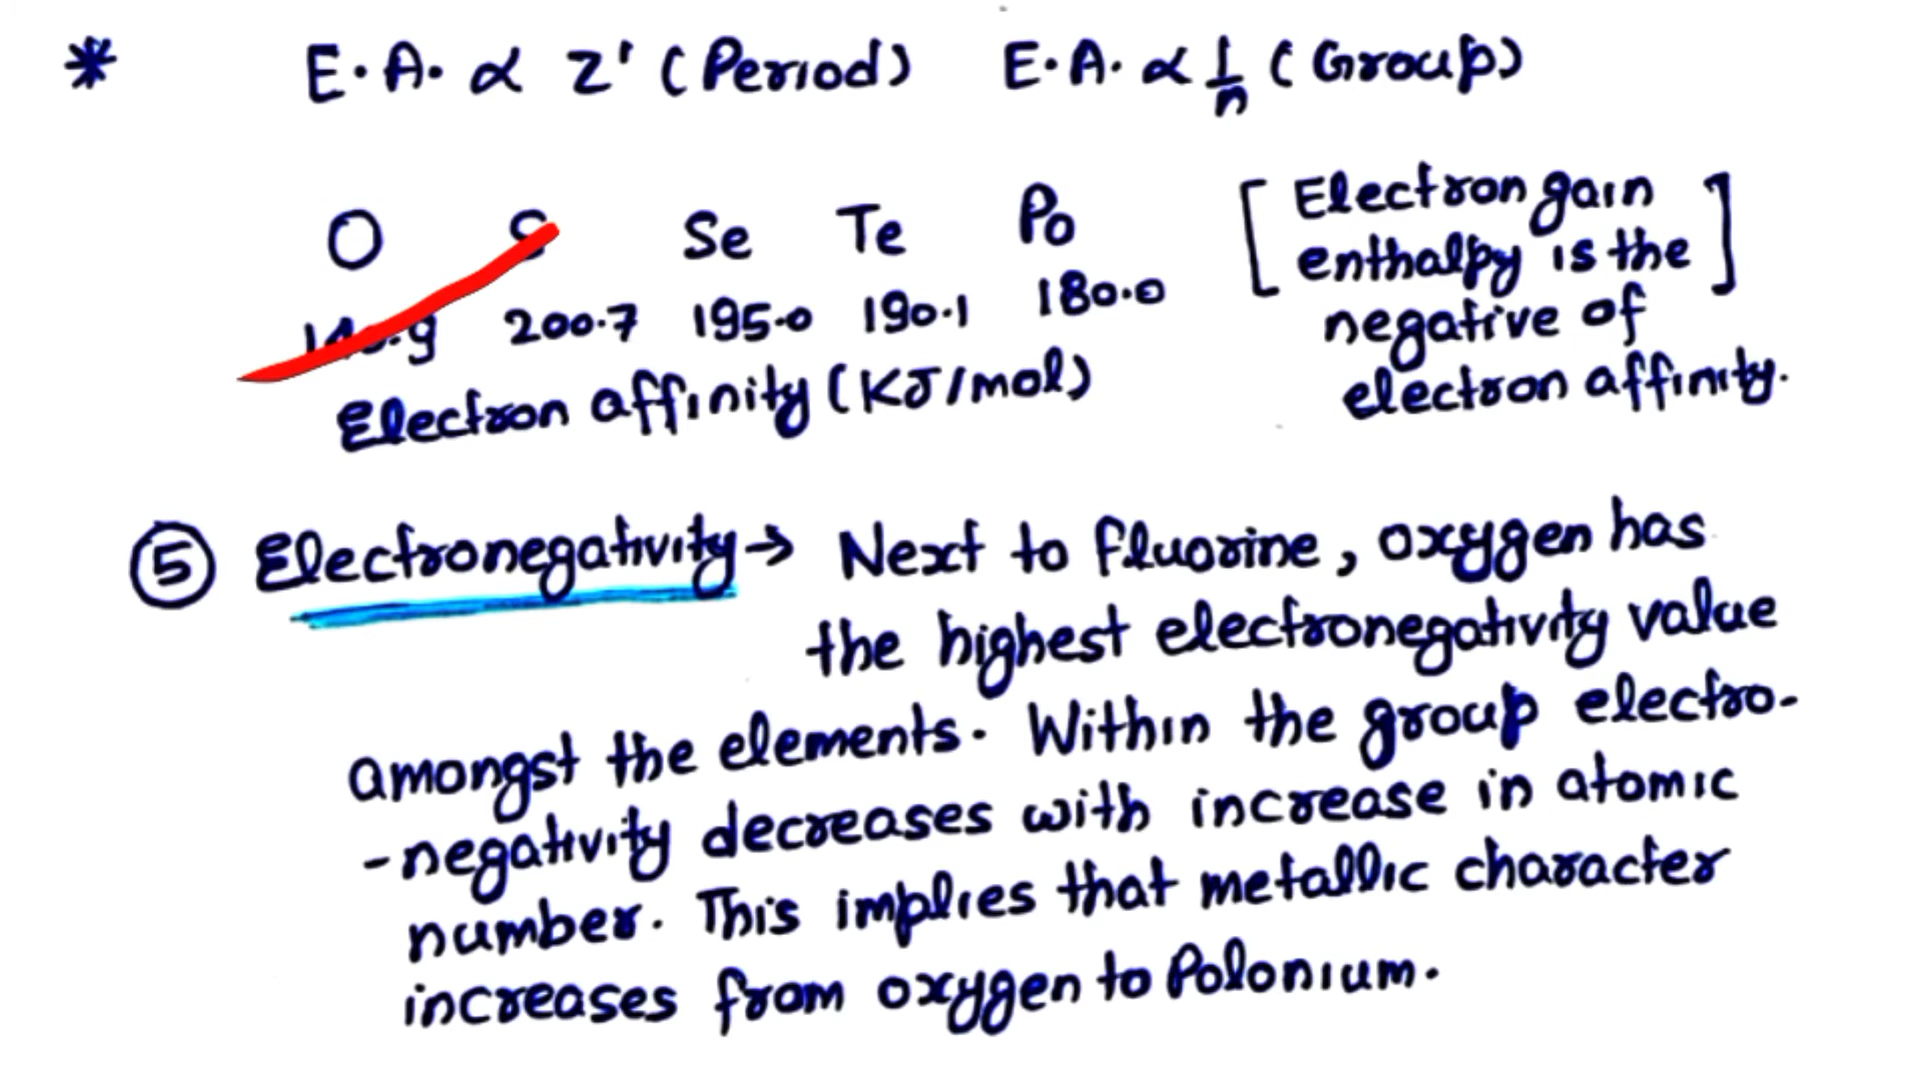 * E.A. ∝ Z' (Period) E.A. ∝ 1/n (Group)
O S Se Te Po
200.7 195.0 190.1 180.0
Electron affinity (KJ/mol)
[Electron gain
enthalpy is the]
negative of
electron affinity.
⑤ Electronegativity → Next to fluorine, oxygen has
the highest electronegativity value
amongst the elements. Within the group electro-
-negativity decreases with increase in atomic
number. This implies that metallic character
increases from oxygen to Polonium.